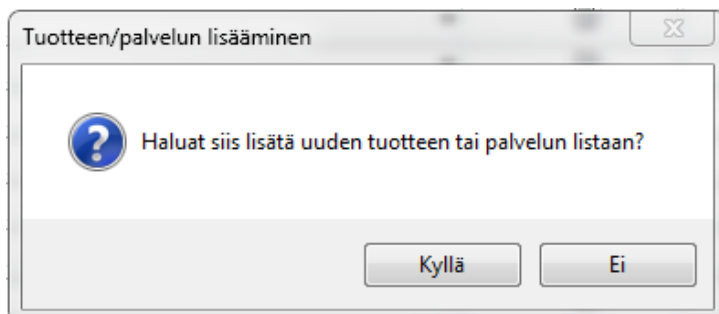 Tuotteen/palvelun lisääminen
Haluat siis lisätä uuden tuotteen tai palvelun listaan?
Kyllä
Ei